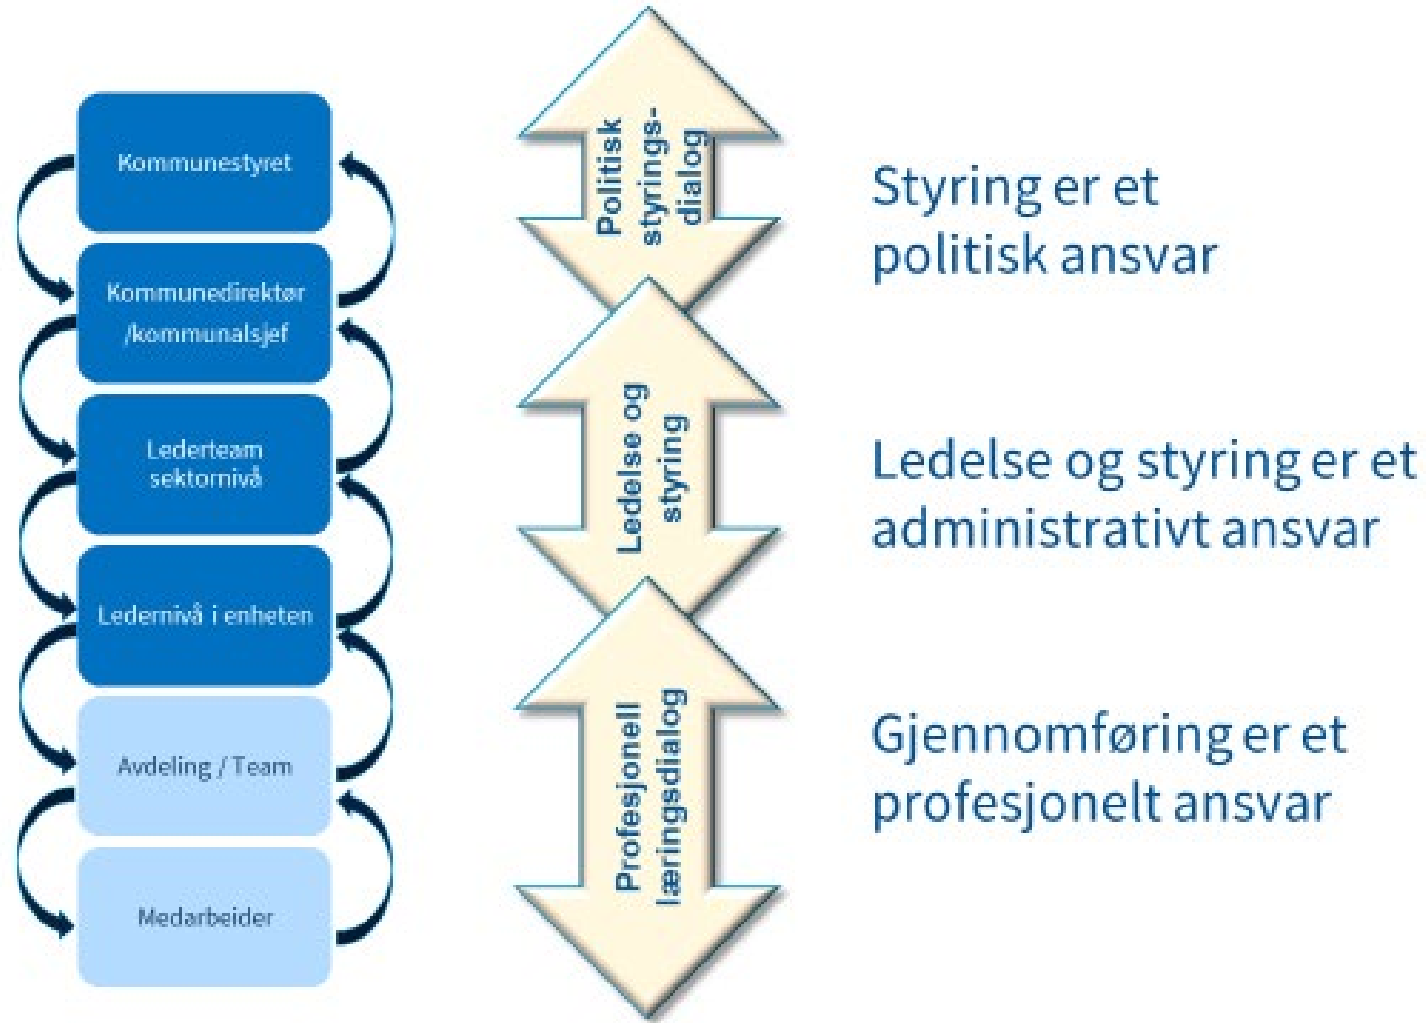 Kommunestyret
Kommunedirektør
/kommunalsjef
Lederteam
sektornivå
Ledernivå i enheten
Avdeling / Team
Medarbeider
Politisk
styrings-
dialog
Ledelse og
styring
Profesjonell
læringsdialog
Styring er et
politisk ansvar
Ledelse og styring er et
administrativt ansvar
Gjennomføring er et
profesjonelt ansvar